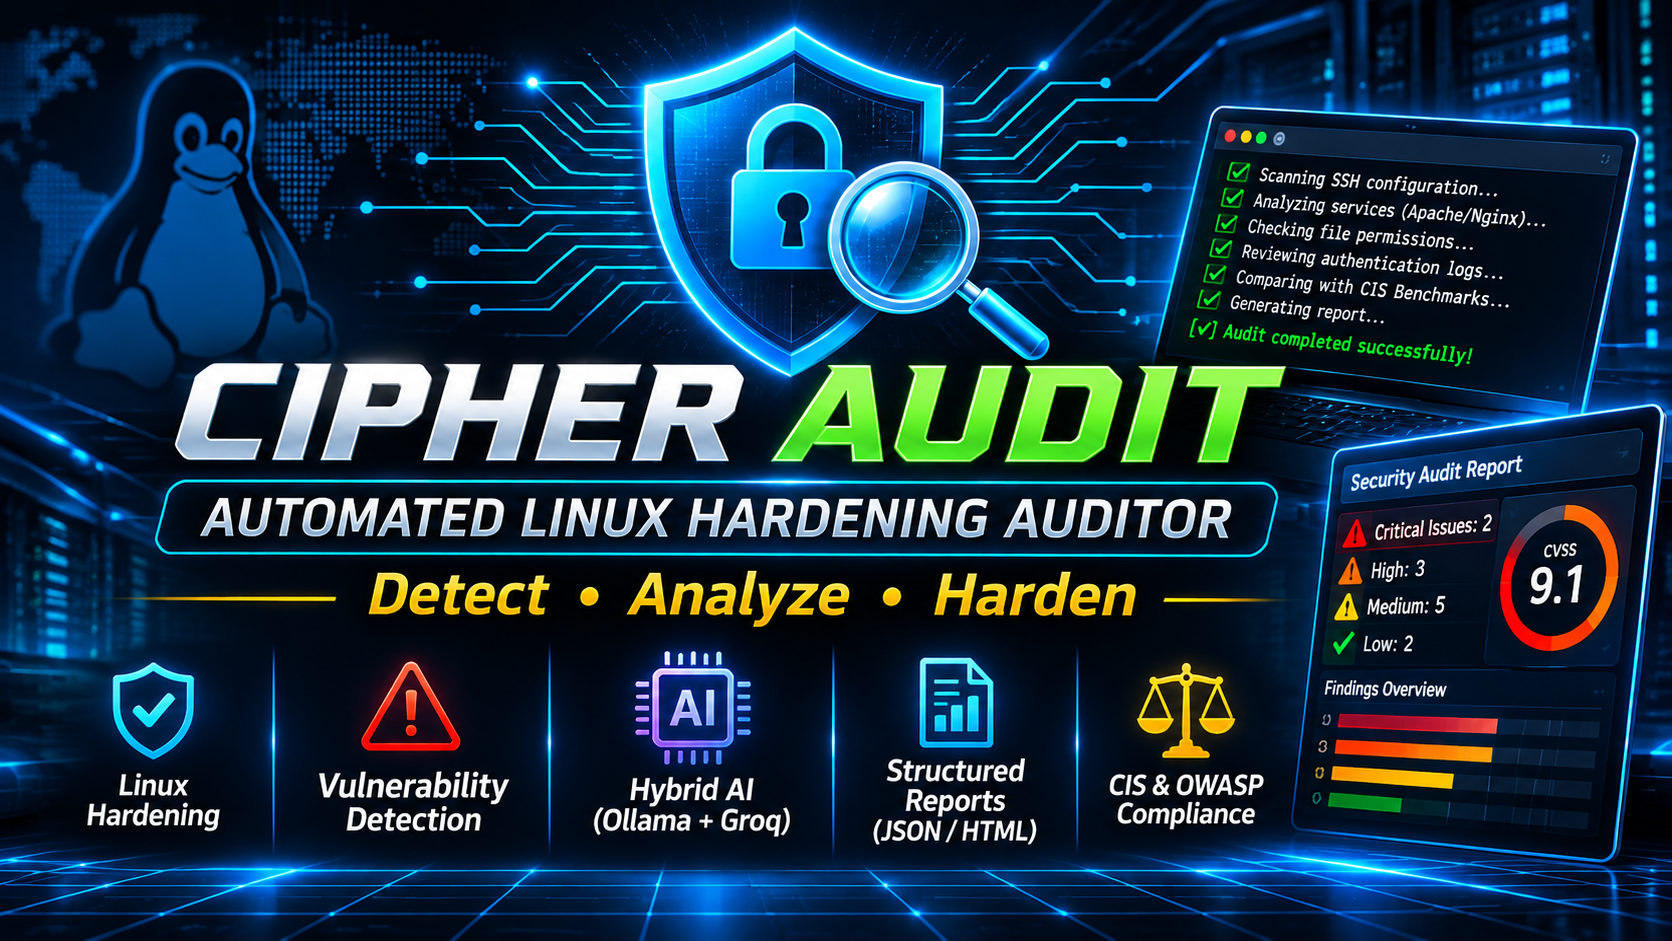 Scanning SSH configuration...
Analyzing services (Apache/Nginx)...
Checking file permissions...
Reviewing authentication logs...
Comparing with CIS Benchmarks...
Generating report...
[✓] Audit completed successfully!
CIPHER AUDIT
AUTOMATED LINUX HARDENING AUDITOR
Detect • Analyze • Harden
Linux
Hardening
Vulnerability
Detection
AI
Hybrid AI
(Ollama + Groq)
Structured
Reports
(JSON / HTML)
CIS & OWASP
Compliance
Security Audit Report
Critical Issues: 2
High: 3
Medium: 5
Low: 2
CVSS
9.1
Findings Overview